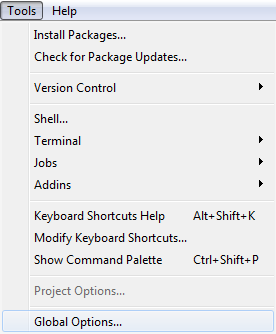 Tools Help
Install Packages...
Check for Package Updates...
Version Control
Shell...
Terminal
Jobs
Addins
Keyboard Shortcuts Help Alt+Shift+K
Modify Keyboard Shortcuts...
Show Command Palette Ctrl+Shift+P
Project Options...
Global Options...